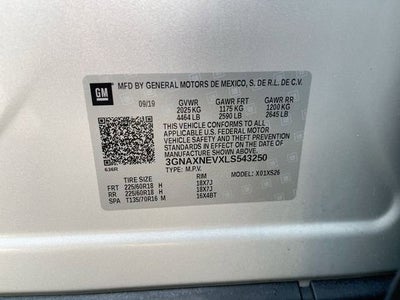 GM
MFD BY GENERAL MOTORS DE MEXICO, S. DE R.L. DE C.V.
09/19 GVWR GAWR FRT GAWR RR
2025 KG 1175 KG 1200 KG
4464 LB 2590 LB 2645 LB
THIS VEHICLE CONFORMS TO ALL
APPLICABLE U.S. FEDERAL MOTOR
VEHICLE SAFETY AND THEFT PREVENTION
STANDARDS IN EFFECT ON THE DATE OF
MANUFACTURE SHOWN ABOVE.
636R 3GNAXNEVXLS543250
TYPE: M.P.V. MODEL: X01XS26
TIRE SIZE RIM
FRT 225/60R18 H 18X7J
RR 225/60R18 H 18X7J
SPA T135/70R16 M 16X4BT